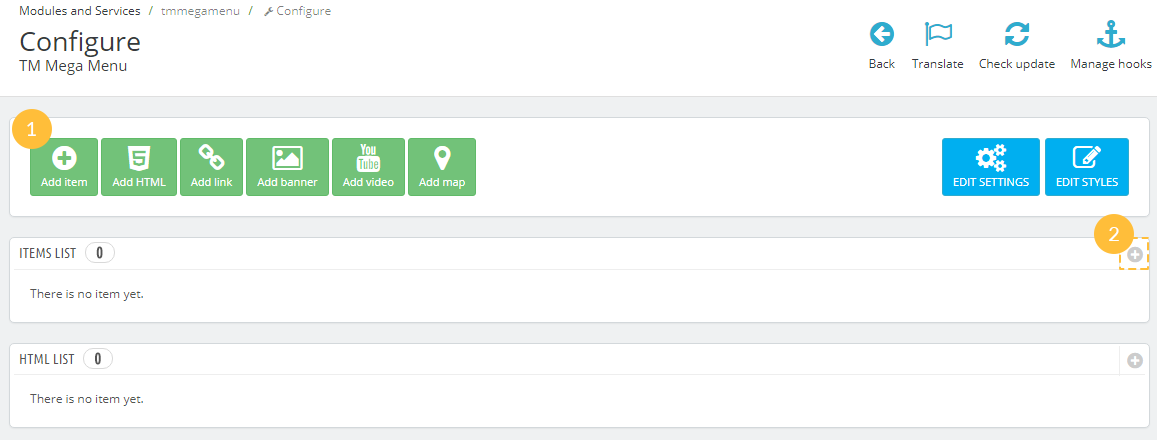 Modules and Services / tmmegamenu / Configure
Configure
TM Mega Menu
Back Translate Check update Manage hooks
1
5 You Tube
Add item Add HTML Add link Add banner Add video Add map EDIT SETTINGS EDIT STYLES
2
ITEMS LIST 0
There is no item yet.
HTML LIST 0
There is no item yet.